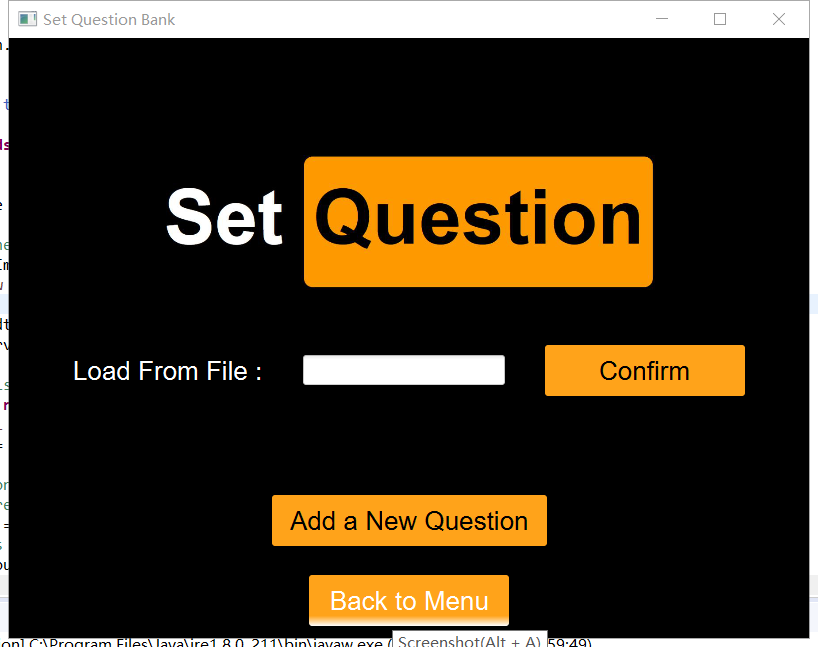 Set Question Bank
Set Question
Load From File :
Confirm
Add a New Question
Back to Menu
on] C:\Program Files\Java\jre1.8.0_211\bin\javaw.exe (
Screenshot(Alt + A)
59:49)